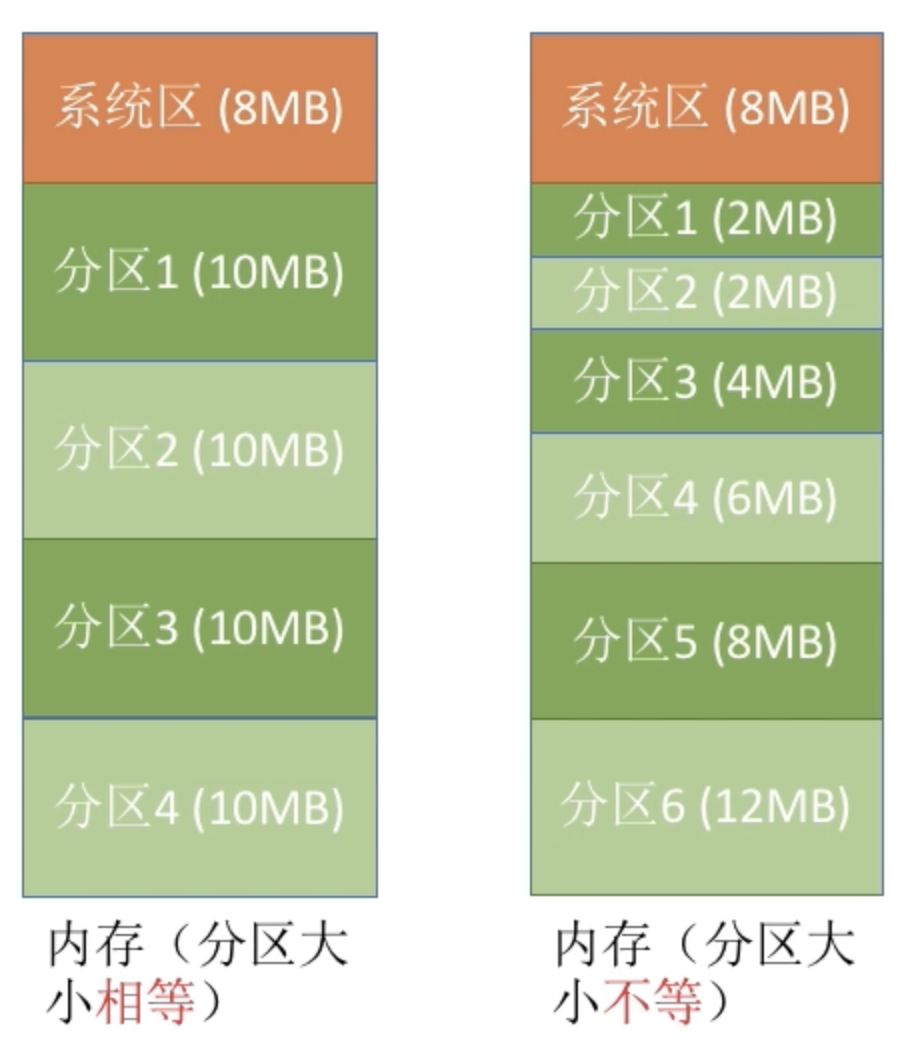 系统区 (8MB)
分区1 (10MB)
分区2 (10MB)
分区3 (10MB)
分区4 (10MB)
内存（分区大
小相等）
系统区 (8MB)
分区1 (2MB)
分区2 (2MB)
分区3 (4MB)
分区4 (6MB)
分区5 (8MB)
分区6 (12MB)
内存（分区大
小不等）